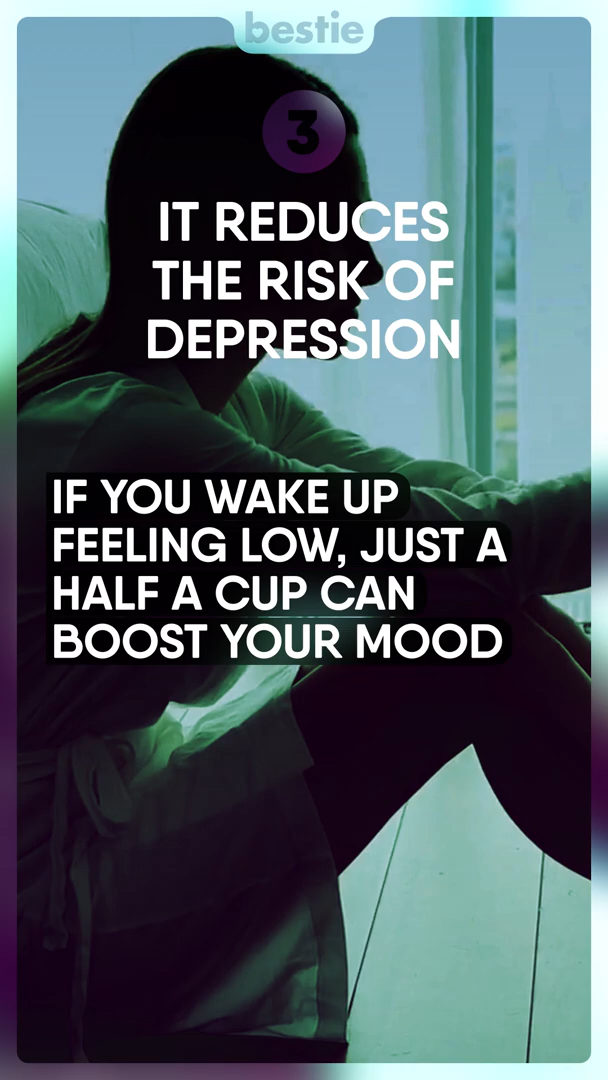 bestie
3
IT REDUCES
THE RISK OF
DEPRESSION
IF YOU WAKE UP
FEELING LOW, JUST A
HALF A CUP CAN
BOOST YOUR MOOD